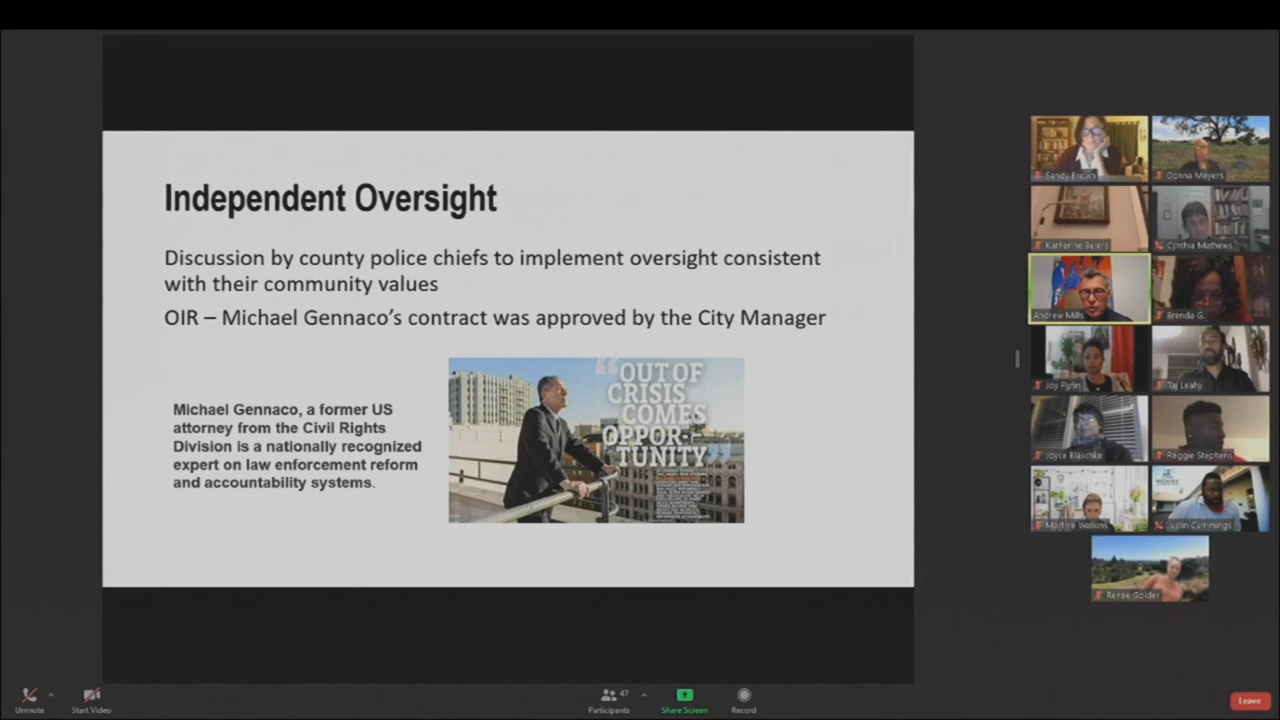 Independent Oversight
Discussion by county police chiefs to implement oversight consistent
with their community values
OIR – Michael Gennaco's contract was approved by the City Manager
Michael Gennaco, a former US
attorney from the Civil Rights
Division is a nationally recognized
expert on law enforcement reform
and accountability systems.
“OUT OF
CRISIS
COMES
OPPOR-
TUNITY”
Sandy Brown
Donna Meyers
Katherine Beiers
Cynthia Mathews
Andrew Mills
Brenda G.
Joy Flynn
Taj Leahy
Joyce Blaschke
Reggie Stephens
Martine Watkins
Justin Cummings
Renee Golder
Unmute
Start Video
47
Participants
Share Screen
Record
Leave